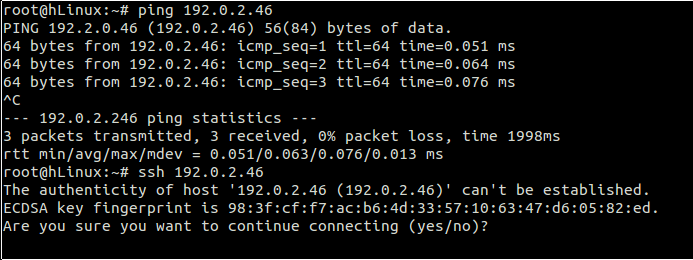 root@hLinux:~# ping 192.0.2.46
PING 192.2.0.46 (192.0.2.46) 56(84) bytes of data.
64 bytes from 192.0.2.46: icmp_seq=1 ttl=64 time=0.051 ms
64 bytes from 192.0.2.46: icmp_seq=2 ttl=64 time=0.064 ms
64 bytes from 192.0.2.46: icmp_seq=3 ttl=64 time=0.076 ms
^C
--- 192.0.2.246 ping statistics ---
3 packets transmitted, 3 received, 0% packet loss, time 1998ms
rtt min/avg/max/mdev = 0.051/0.063/0.076/0.013 ms
root@hLinux:~# ssh 192.0.2.46
The authenticity of host '192.0.2.46 (192.0.2.46)' can't be established.
ECDSA key fingerprint is 98:3f:cf:f7:ac:b6:4d:33:57:10:63:47:d6:05:82:ed.
Are you sure you want to continue connecting (yes/no)?